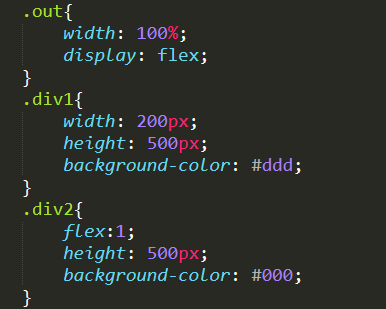 .out{
    width: 100%;
    display: flex;
}
.div1{
    width: 200px;
    height: 500px;
    background-color: #ddd;
}
.div2{
    flex:1;
    height: 500px;
    background-color: #000;
}